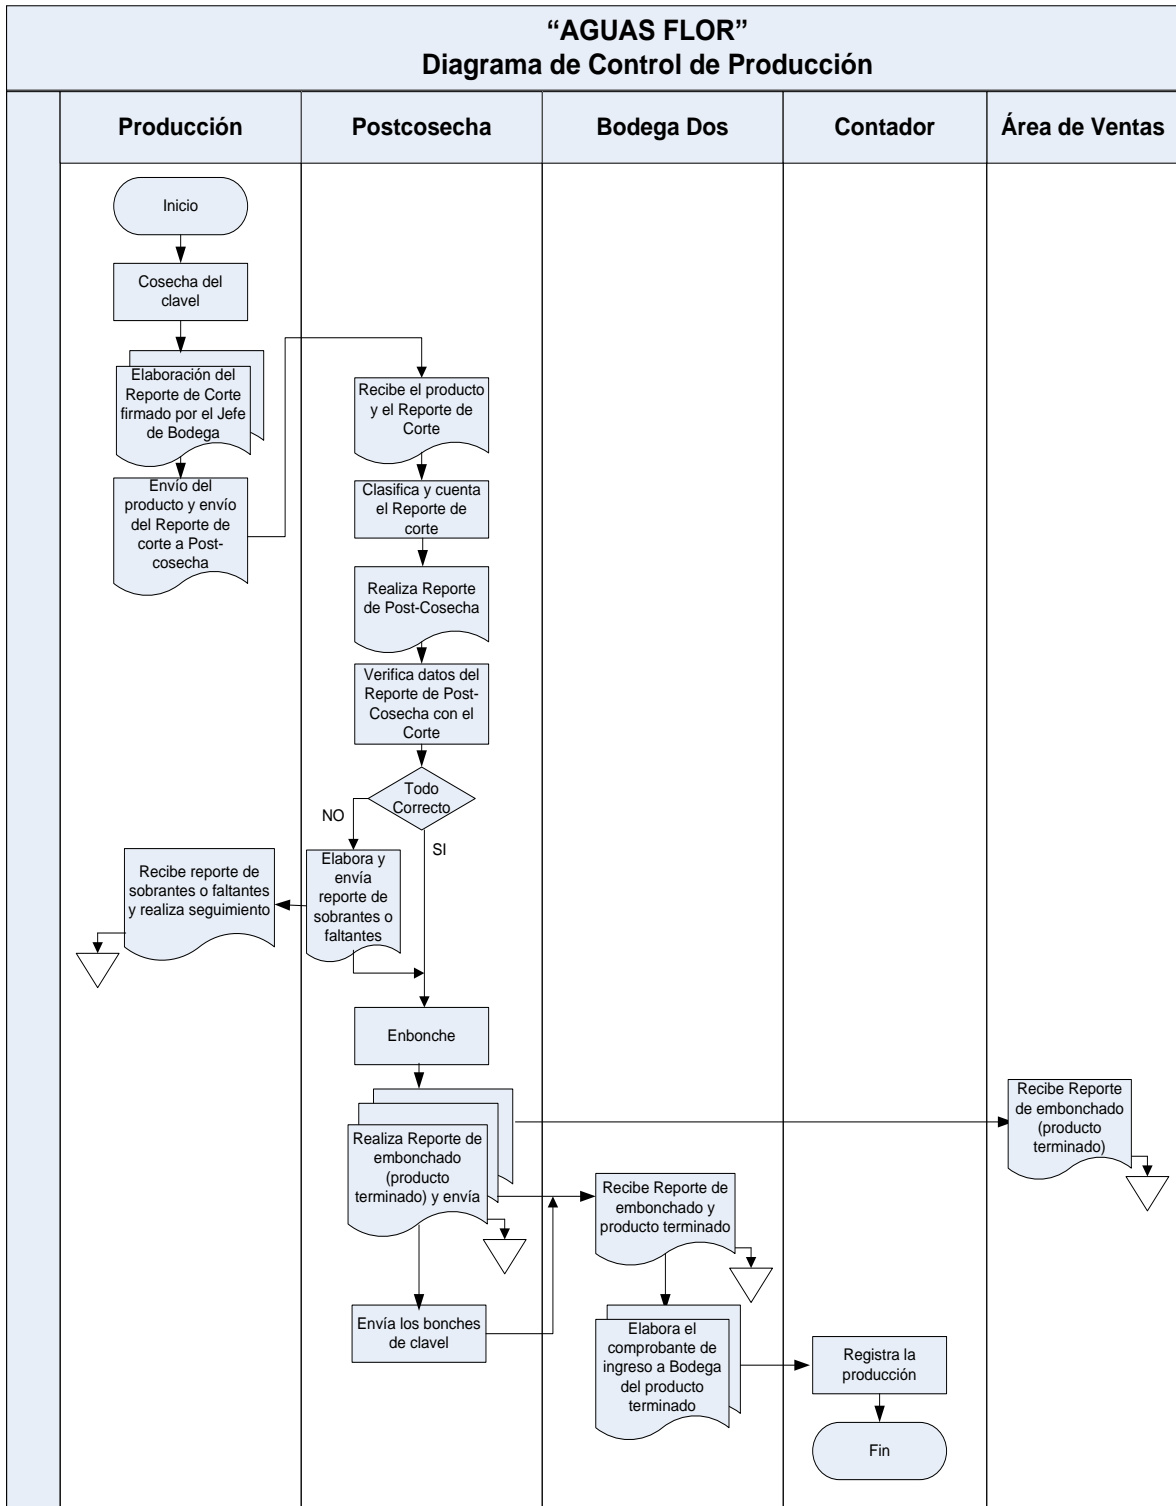 “AGUAS FLOR”
Diagrama de Control de Producción
Producción
Postcosecha
Bodega Dos
Contador
Área de Ventas
Inicio
Cosecha del
clavel
Elaboración del
Reporte de Corte
firmado por el Jefe
de Bodega
Envío del
producto y envío
del Reporte de
corte a Post-
cosecha
Recibe el producto
y el Reporte de
Corte
Clasifica y cuenta
el Reporte de
corte
Realiza Reporte
de Post-Cosecha
Verifica datos del
Reporte de Post-
Cosecha con el
Corte
Todo
Correcto
NO
SI
Elabora y
envía
reporte de
sobrantes o
faltantes
Recibe reporte de
sobrantes o faltantes
y realiza seguimiento
Enbonche
Realiza Reporte de
embonchado
(producto
terminado) y envía
Recibe Reporte
de embonchado
(producto
terminado)
Recibe Reporte de
embonchado y
producto terminado
Envía los bonches
de clavel
Elabora el
comprobante de
ingreso a Bodega
del producto
terminado
Registra la
producción
Fin